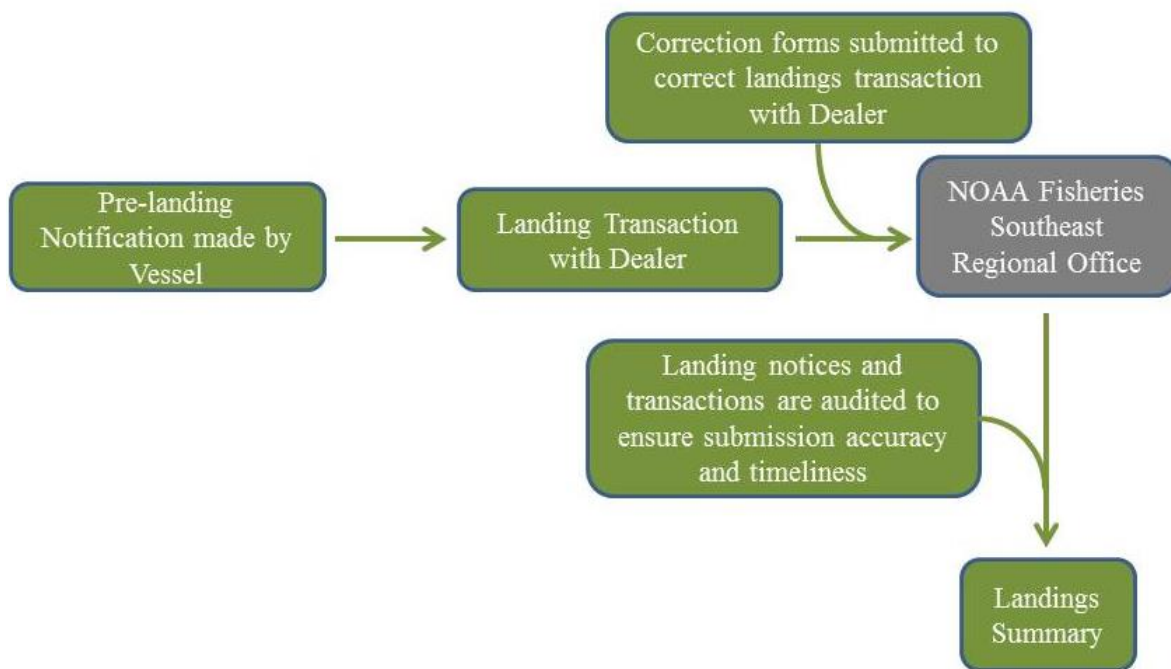 Correction forms submitted to
correct landings transaction
with Dealer
Pre-landing
Notification made by
Vessel
Landing Transaction
with Dealer
NOAA Fisheries
Southeast
Regional Office
Landing notices and
transactions are audited to
ensure submission accuracy
and timeliness
Landings
Summary